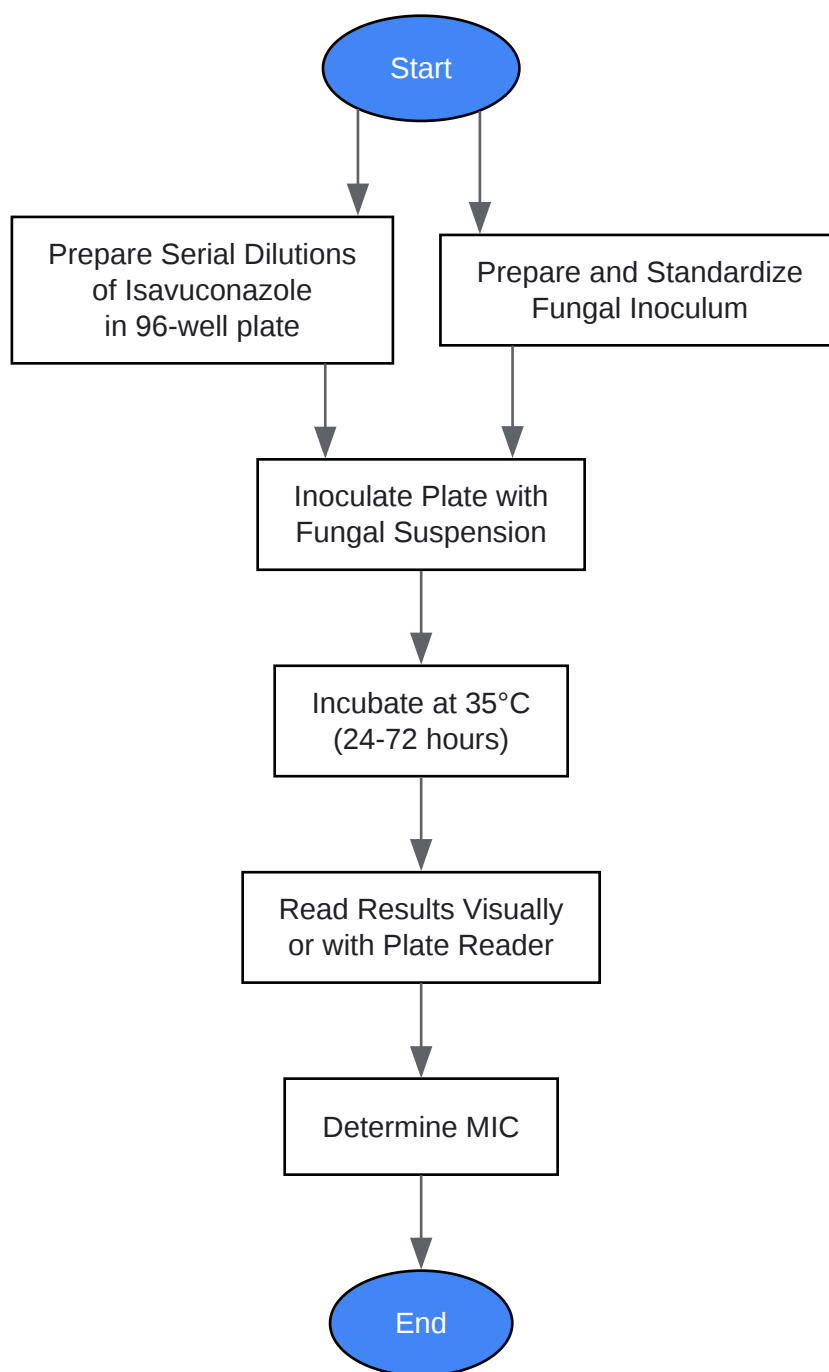 Start
Prepare Serial Dilutions
of Isavuconazole
in 96-well plate
Prepare and Standardize
Fungal Inoculum
Inoculate Plate with
Fungal Suspension
Incubate at 35°C
(24-72 hours)
Read Results Visually
or with Plate Reader
Determine MIC
End